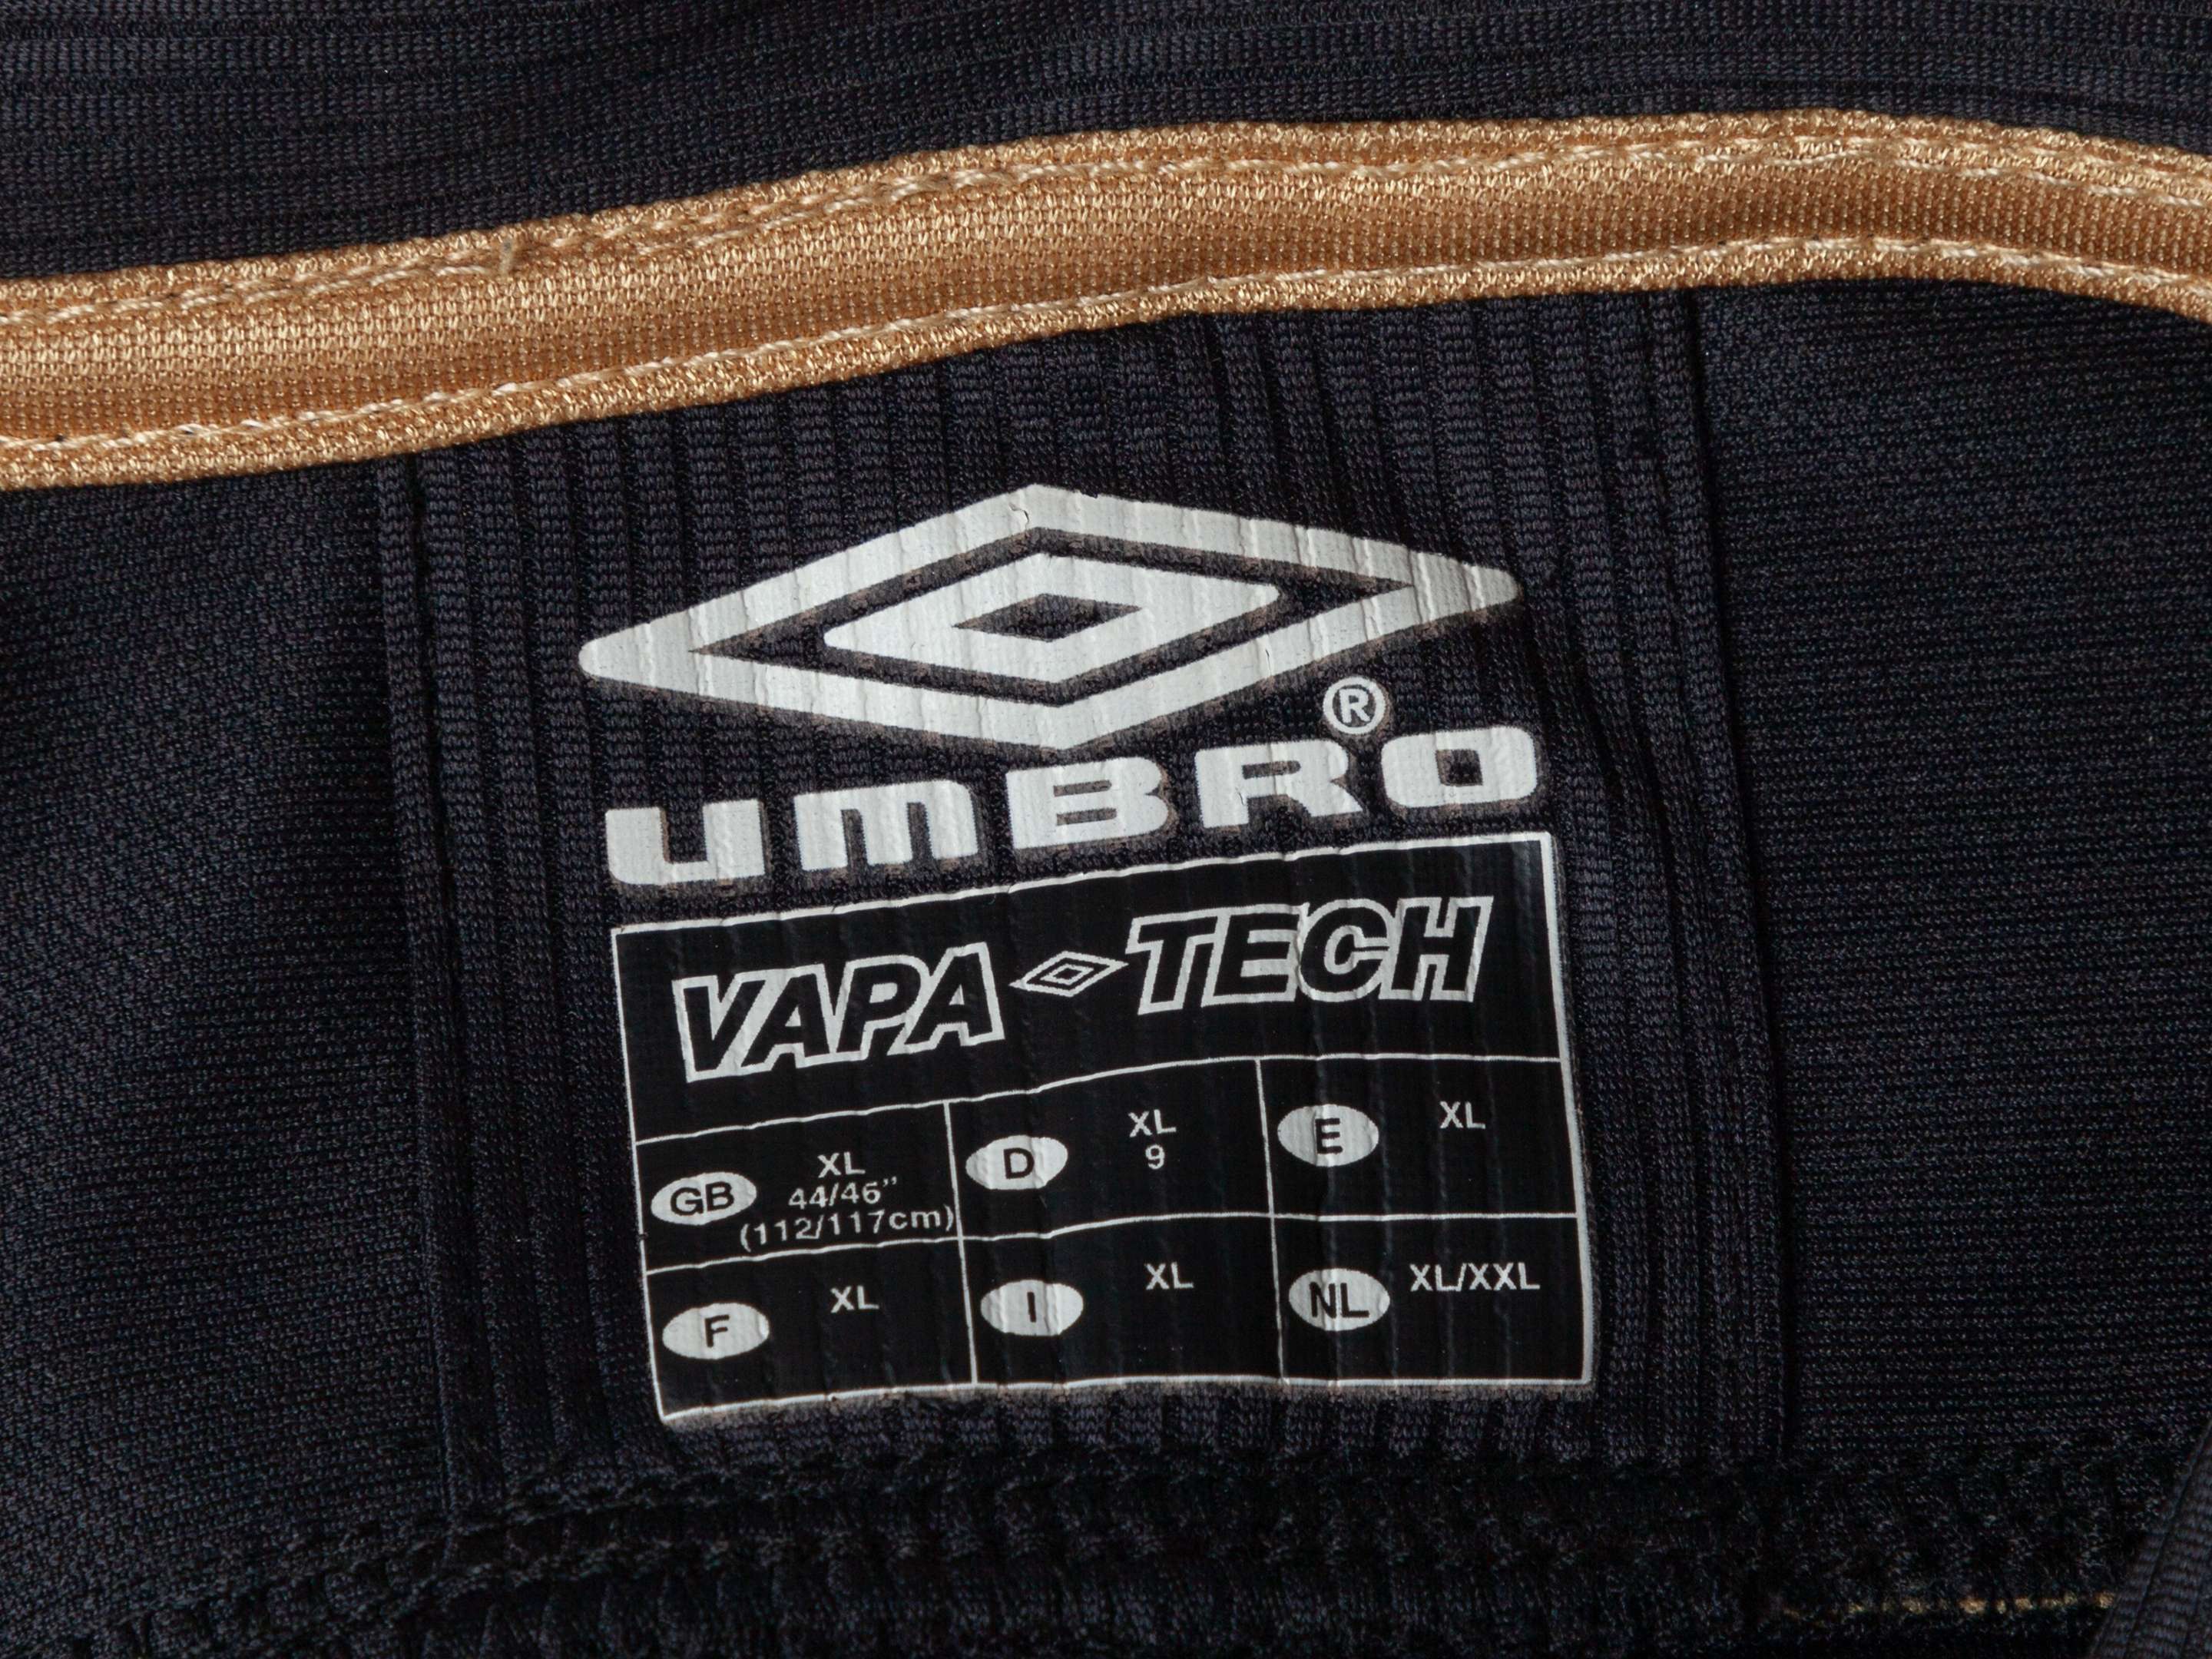 ®
UMBRO
VAPA TECH
GB XL
44/46"
(112/117cm)
D XL
9
E XL
F XL
I XL
NL XL/XXL